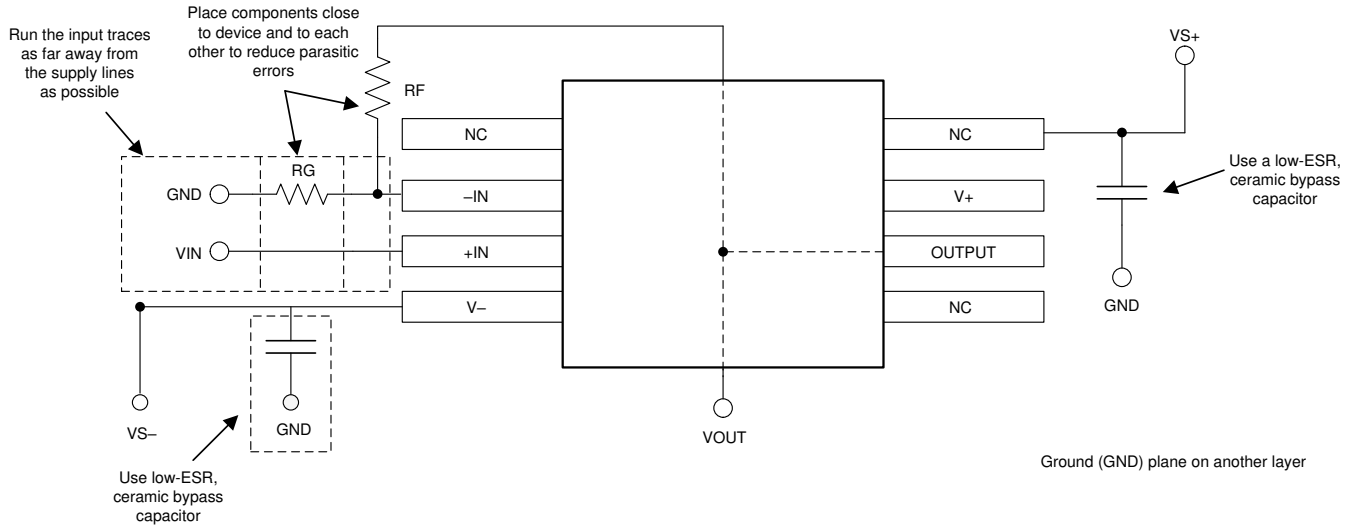 Run the input traces
as far away from
the supply lines
as possible
Place components close
to device and to each
other to reduce parasitic
errors
RF
RG
GND
VIN
NC
–IN
+IN
V–
NC
V+
OUTPUT
NC
VS+
Use a low-ESR,
ceramic bypass
capacitor
GND
VS–
GND
Use low-ESR,
ceramic bypass
capacitor
VOUT
Ground (GND) plane on another layer